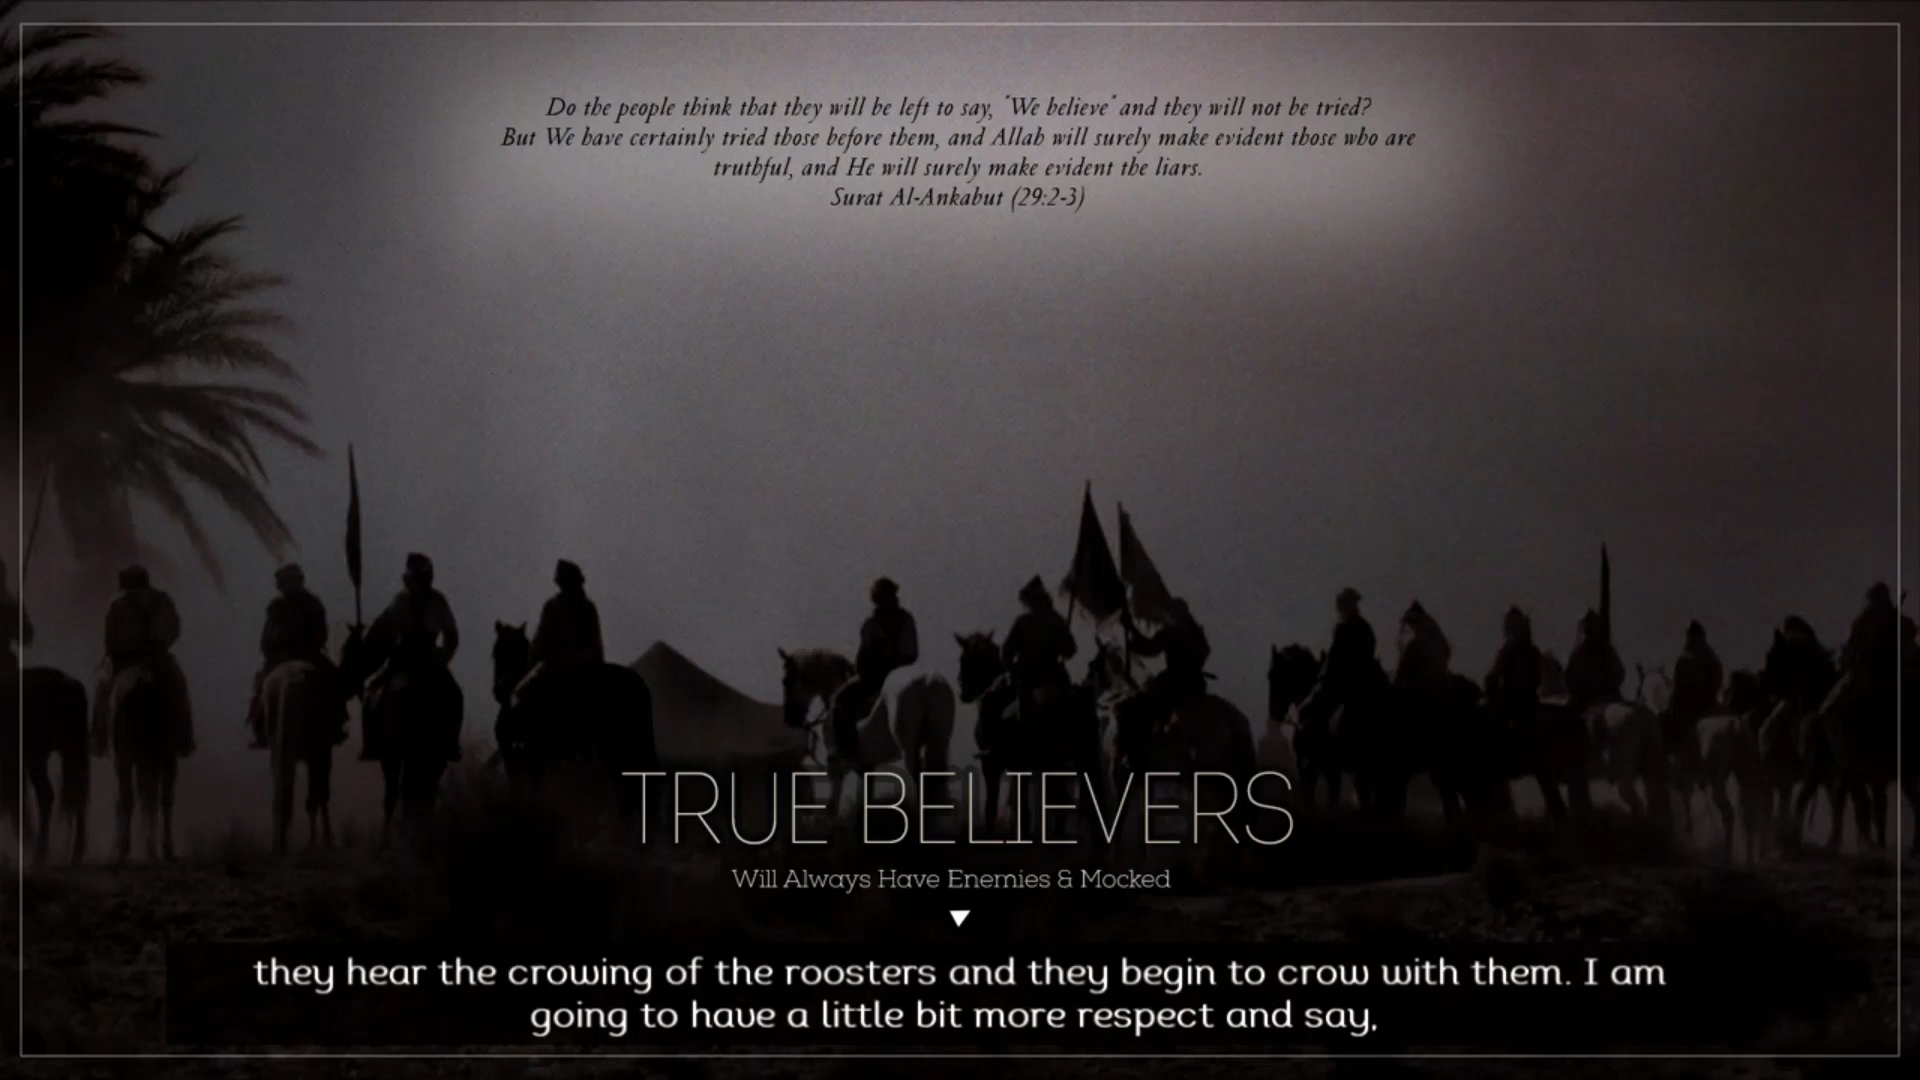 Do the people think that they will be left to say, "We believe" and they will not be tried?
But We have certainly tried those before them, and Allah will surely make evident those who are
truthful, and He will surely make evident the liars.
Surat Al-Ankabut (29:2-3)
TRUE BELIEVERS
Will Always Have Enemies & Mocked
they hear the crowing of the roosters and they begin to crow with them. I am
going to have a little bit more respect and say,